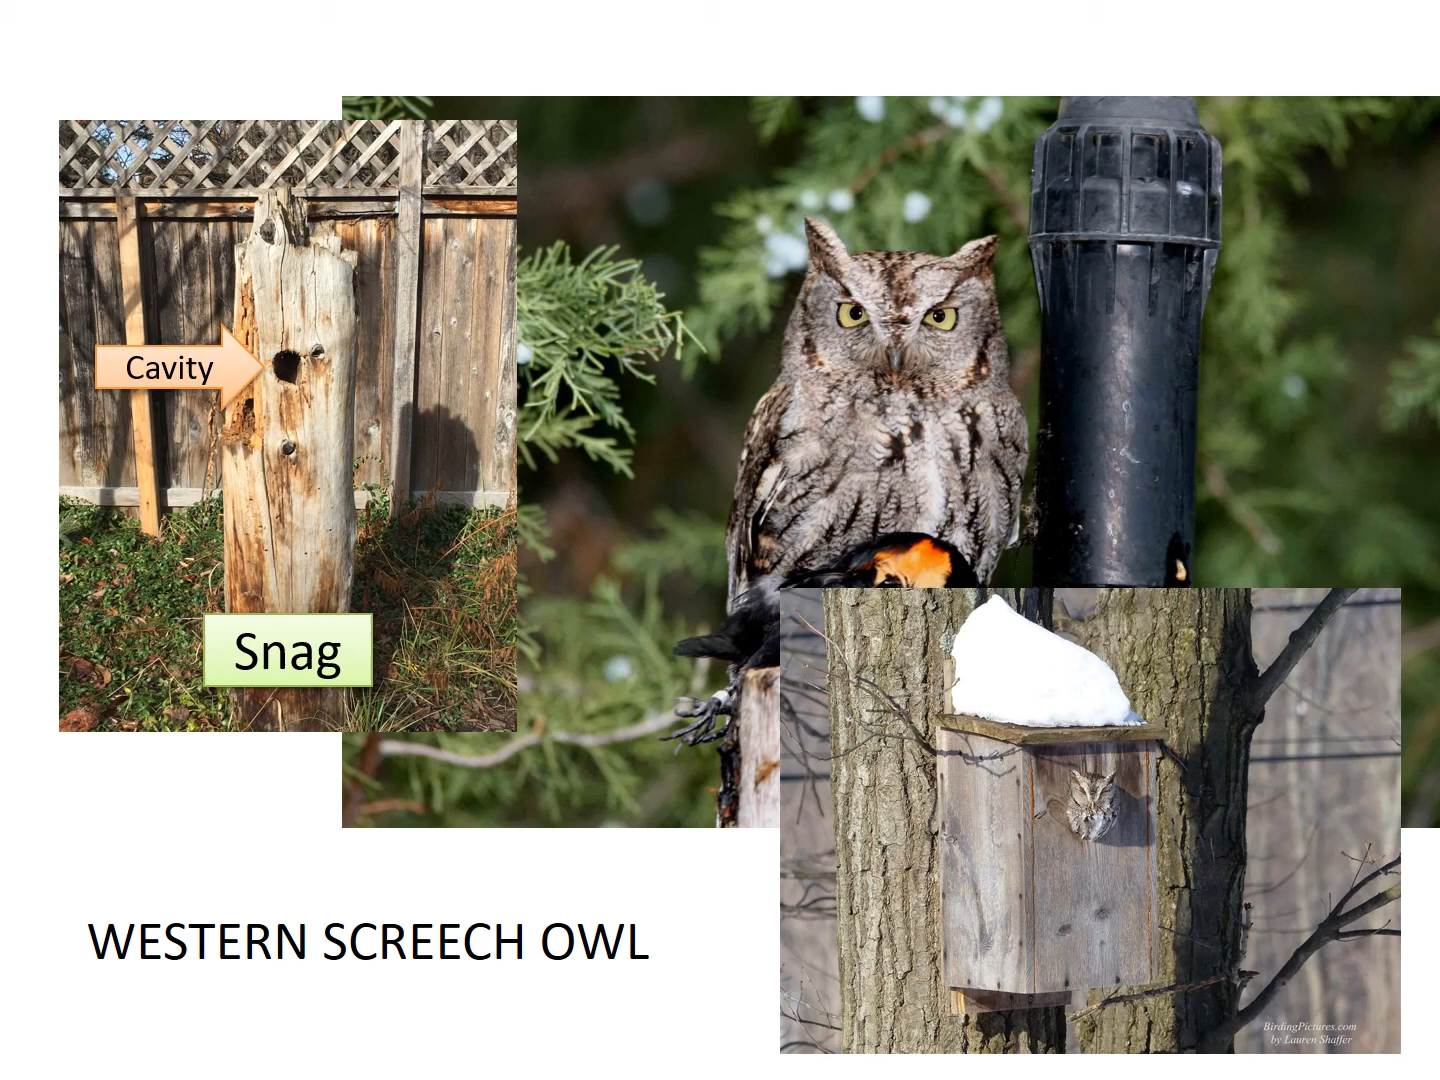 Cavity
Snag
WESTERN SCREECH OWL
BirdingPictures.com
by Lauren Shaffer